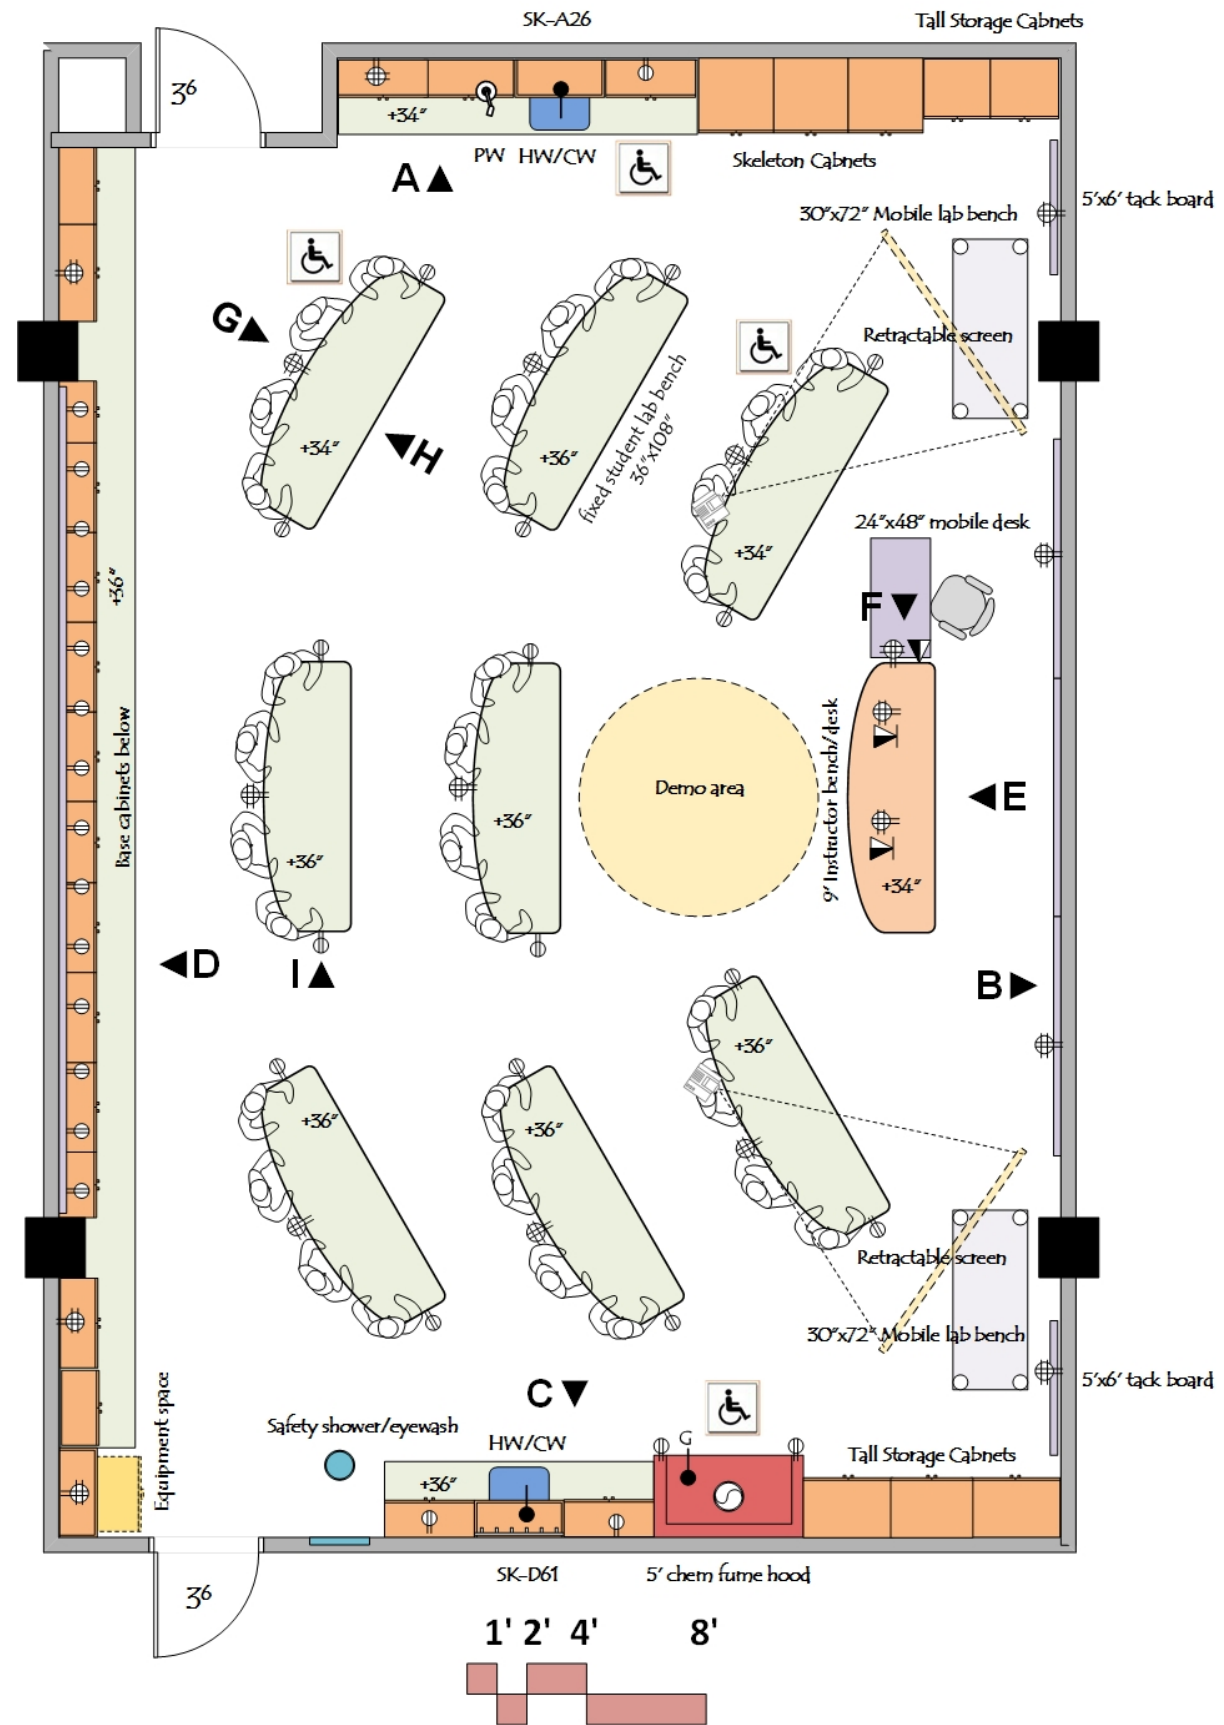 SK-A26
Tall Storage Cabnets
3⁶
+34"
PW
HW/CW
Skeleton Cabnets
A
5'x6' tack board
30"x72" Mobile lab bench
G
Retractable screen
H
+34"
+36"
fixed student lab bench
36"x108"
+34"
24"x48" mobile desk
+36"
F
Base cabinets below
9' Instructor bench/desk
Demo area
E
+36"
+36"
+34"
D
I
B
+36"
+36"
+36"
Retractable screen
30"x72" Mobile lab bench
5'x6' tack board
C
Equipment space
Safety shower/eyewash
HW/CW
G
Tall Storage Cabnets
+36"
3⁶
SK-D61
5' chem fume hood
1' 2' 4' 8'